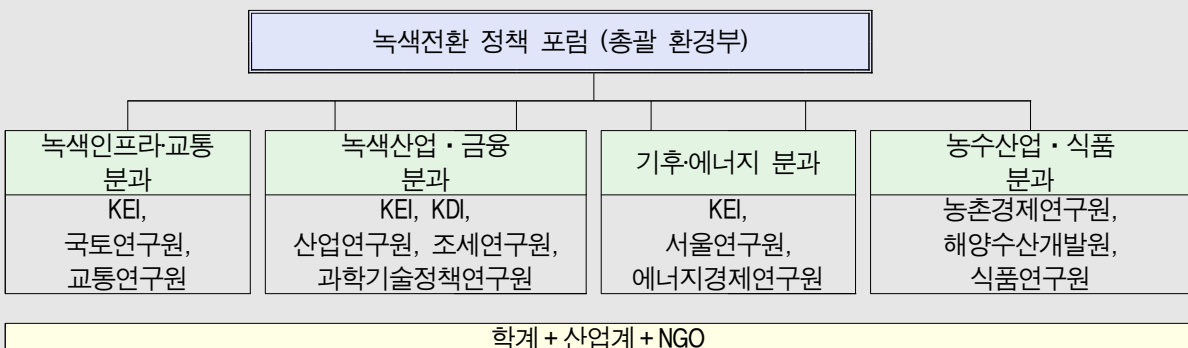 녹색전환 정책 포럼 (총괄 환경부)
녹색인프라·교통
분과
KEI,
국토연구원,
교통연구원
녹색산업·금융
분과
KEI, KDI,
산업연구원, 조세연구원,
과학기술정책연구원
기후·에너지 분과
KEI,
서울연구원,
에너지경제연구원
농수산업·식품
분과
농촌경제연구원,
해양수산개발원,
식품연구원
학계 + 산업계 + NGO